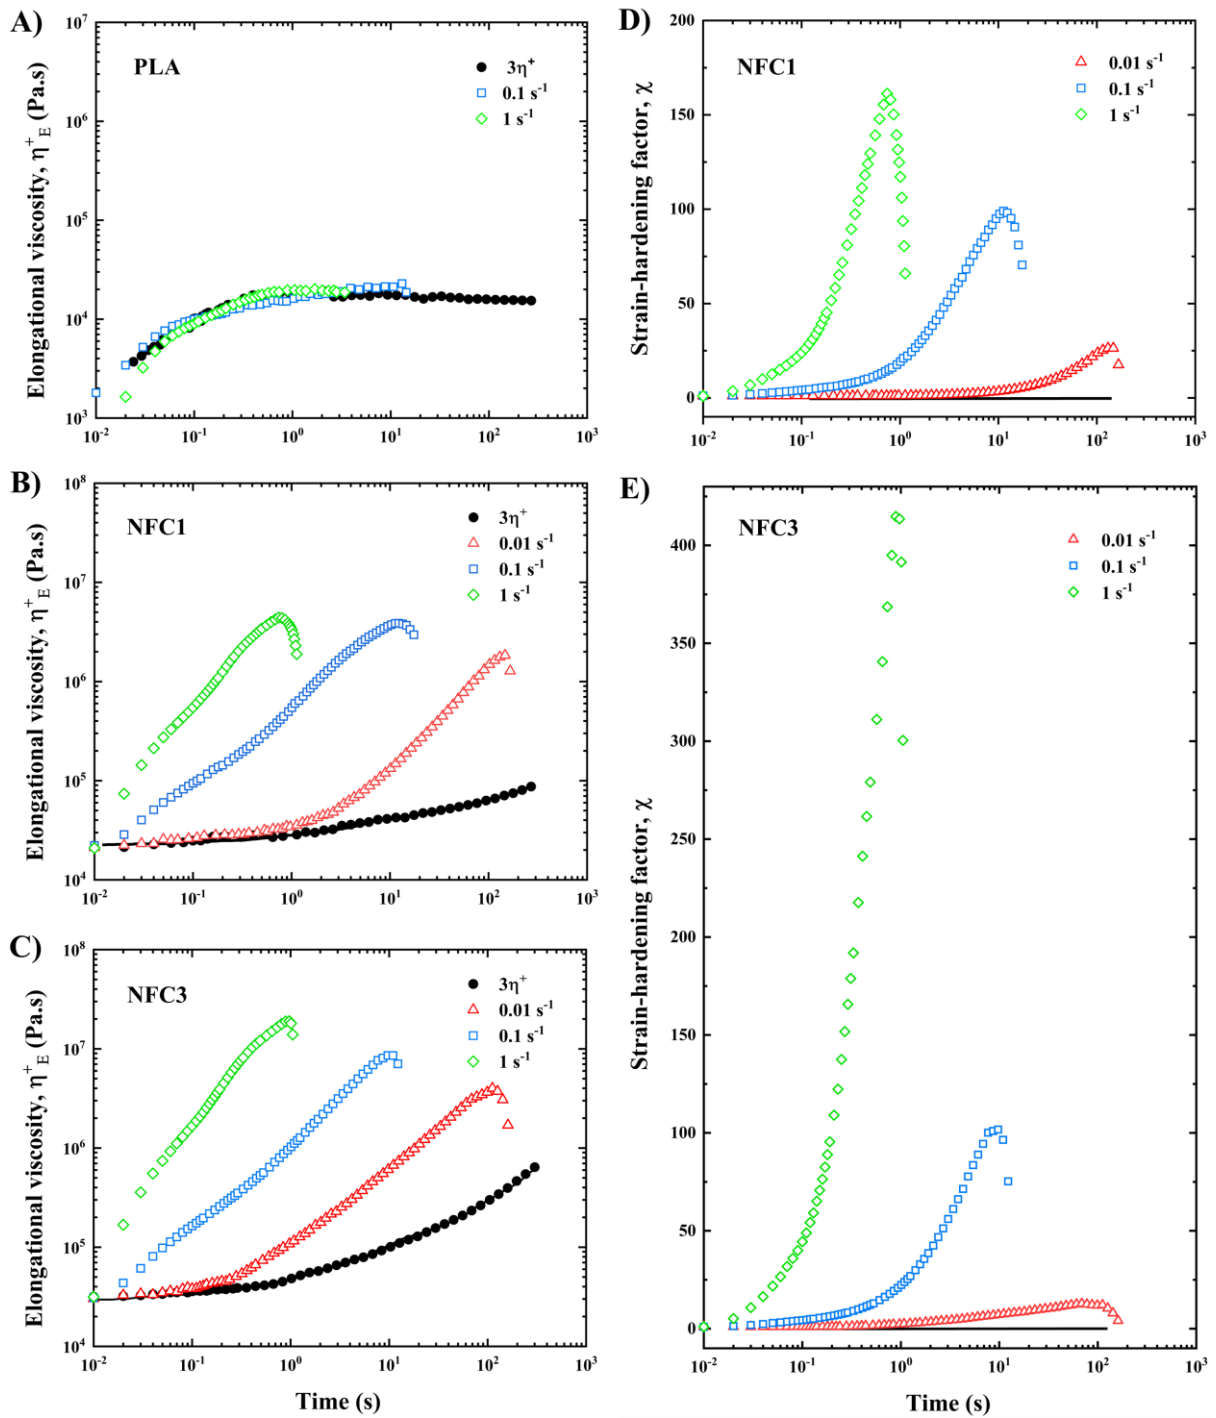 A)
PLA
3η⁺
0.1 s⁻¹
1 s⁻¹
Elongational viscosity, η⁺E (Pa.s)
10⁷
10⁶
10⁵
10⁴
10³
10⁻² 10⁻¹ 10⁰ 10¹ 10² 10³
B)
NFC1
3η⁺
0.01 s⁻¹
0.1 s⁻¹
1 s⁻¹
Elongational viscosity, η⁺E (Pa.s)
10⁸
10⁷
10⁶
10⁵
10⁴
10⁻² 10⁻¹ 10⁰ 10¹ 10² 10³
C)
NFC3
3η⁺
0.01 s⁻¹
0.1 s⁻¹
1 s⁻¹
Elongational viscosity, η⁺E (Pa.s)
10⁸
10⁷
10⁶
10⁵
10⁴
10⁻² 10⁻¹ 10⁰ 10¹ 10² 10³
Time (s)
D)
NFC1
0.01 s⁻¹
0.1 s⁻¹
1 s⁻¹
Strain-hardening factor, χ
200
150
100
50
0
10⁻² 10⁻¹ 10⁰ 10¹ 10² 10³
E)
NFC3
0.01 s⁻¹
0.1 s⁻¹
1 s⁻¹
Strain-hardening factor, χ
400
350
300
250
200
150
100
50
0
10⁻² 10⁻¹ 10⁰ 10¹ 10² 10³
Time (s)